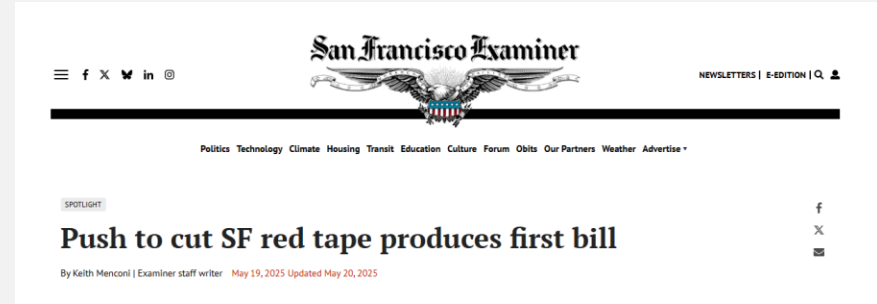 San Francisco Examiner
NEWSLETTERS | E-EDITION |
Politics Technology Climate Housing Transit Education Culture Forum Obits Our Partners Weather Advertise
SPOTLIGHT
Push to cut SF red tape produces first bill
By Keith Menconi | Examiner staff writer May 19, 2025 Updated May 20, 2025